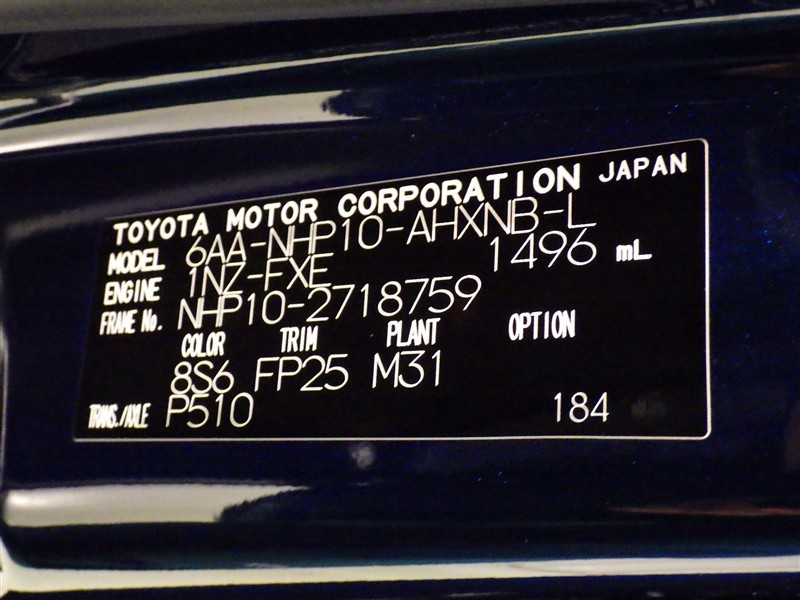 TOYOTA MOTOR CORPORATION JAPAN
MODEL 6AA-NHP10-AHXNB-L
ENGINE 1NZ-FXE 1496 mL
FRAME No. NHP10-2718759
COLOR TRIM PLANT OPTION
8S6 FP25 M31
TRANS./AXLE P510 184